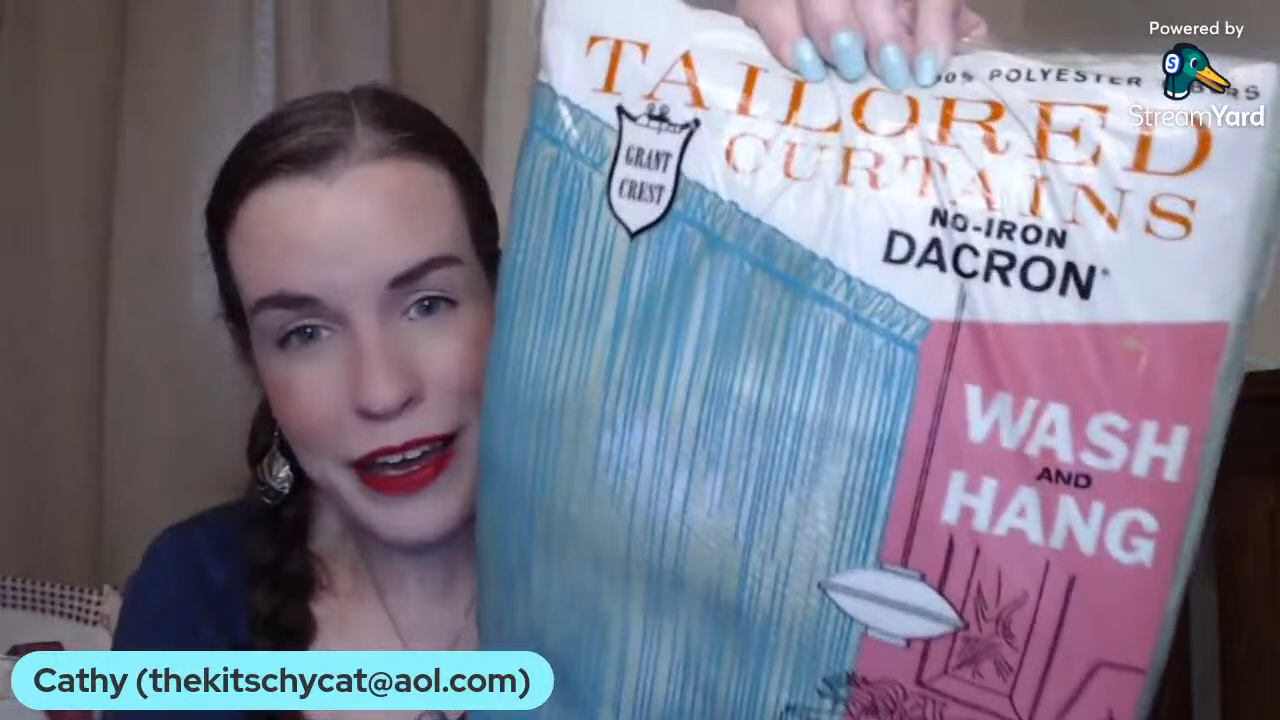 Powered by
StreamYard
POLYESTER
TAILORED
CURTAINS
GRANT
CREST
NO-IRON
DACRON*
WASH
AND
HANG
Cathy (thekitschycat@aol.com)